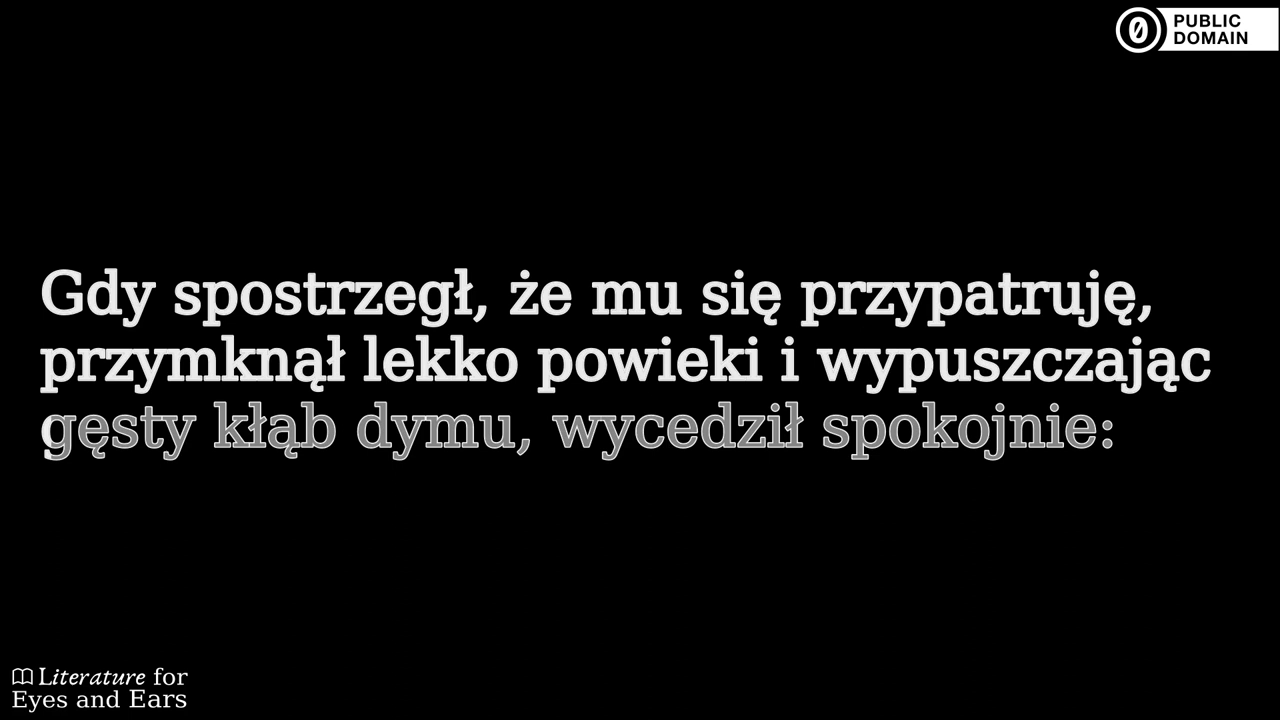 PUBLIC
DOMAIN
Gdy spostrzegł, że mu się przypatruję,
przymknął lekko powieki i wypuszczając
gęsty kłąb dymu, wycedził spokojnie:
Literature for
Eyes and Ears